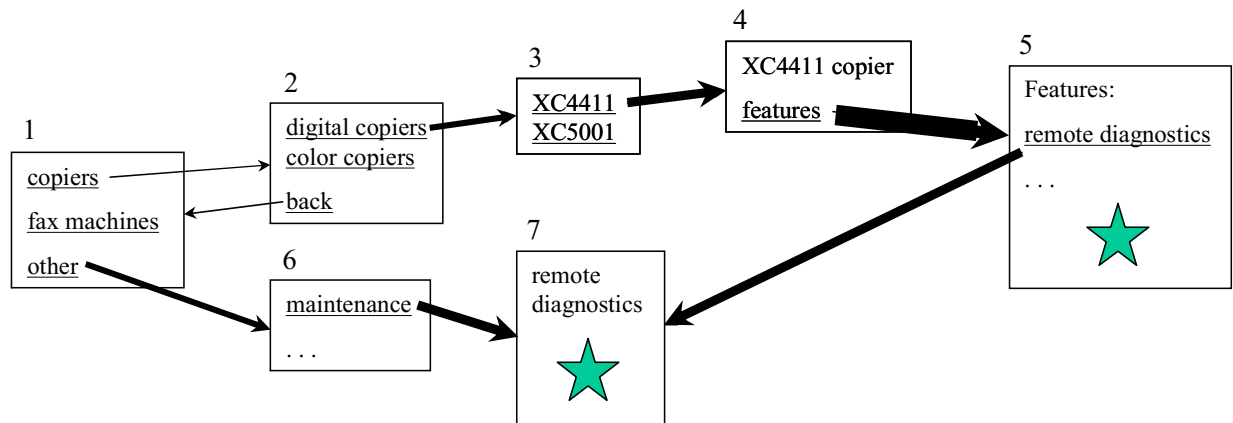 1
copiers
fax machines
other
2
digital copiers
color copiers
back
3
XC4411
XC5001
4
XC4411 copier
features
5
Features:
remote diagnostics
. . .
6
maintenance
. . .
7
remote
diagnostics